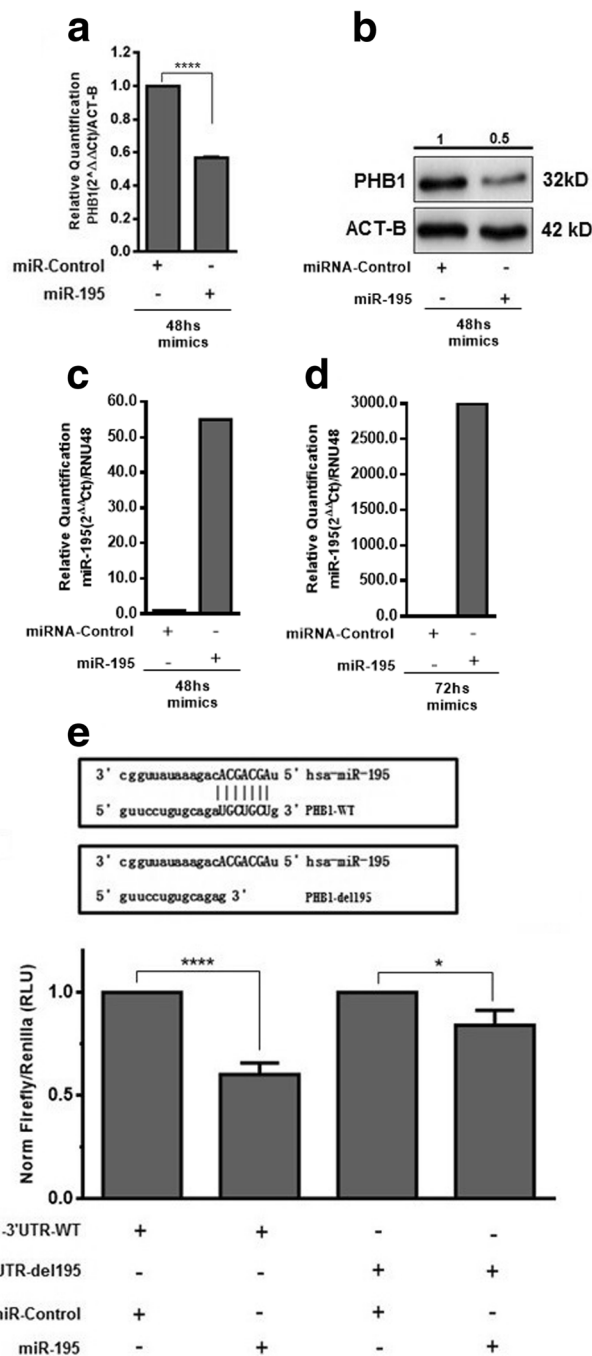 a
Relative Quantification
PHB1(2^ΔΔCt)/ACT-B
1.2
1.0
0.8
0.6
0.4
0.2
0.0
****
miR-Control + -
miR-195 - +
48hs
mimics
b
1 0.5
PHB1 32kD
ACT-B 42 kD
miRNA-Control + -
miR-195 - +
48hs
mimics
c
Relative Quantification
miR-195(2^ΔΔCt)/RNU48
60.0
50.0
40.0
30.0
20.0
10.0
0.0
miRNA-Control + -
miR-195 - +
48hs
mimics
d
Relative Quantification
miR-195(2^ΔΔCt)/RNU48
3000.0
2500.0
2000.0
1500.0
1000.0
500.0
0.0
miRNA-Control + -
miR-195 - +
72hs
mimics
e
3' cgguuauaaagacACGACGAu 5' hsa-miR-195
|||||||
5' guuccugugcagaUGCUGCUg 3' PHB1-WT
3' cgguuauaaagacACGACGAu 5' hsa-miR-195
5' guuccugugcagag 3' PHB1-del195
Norm Firefly/Renilla (RLU)
1.0
0.5
0.0
****
*
-3'UTR-WT + + - -
UTR-del195 - - + +
miR-Control + - + -
miR-195 - + - +